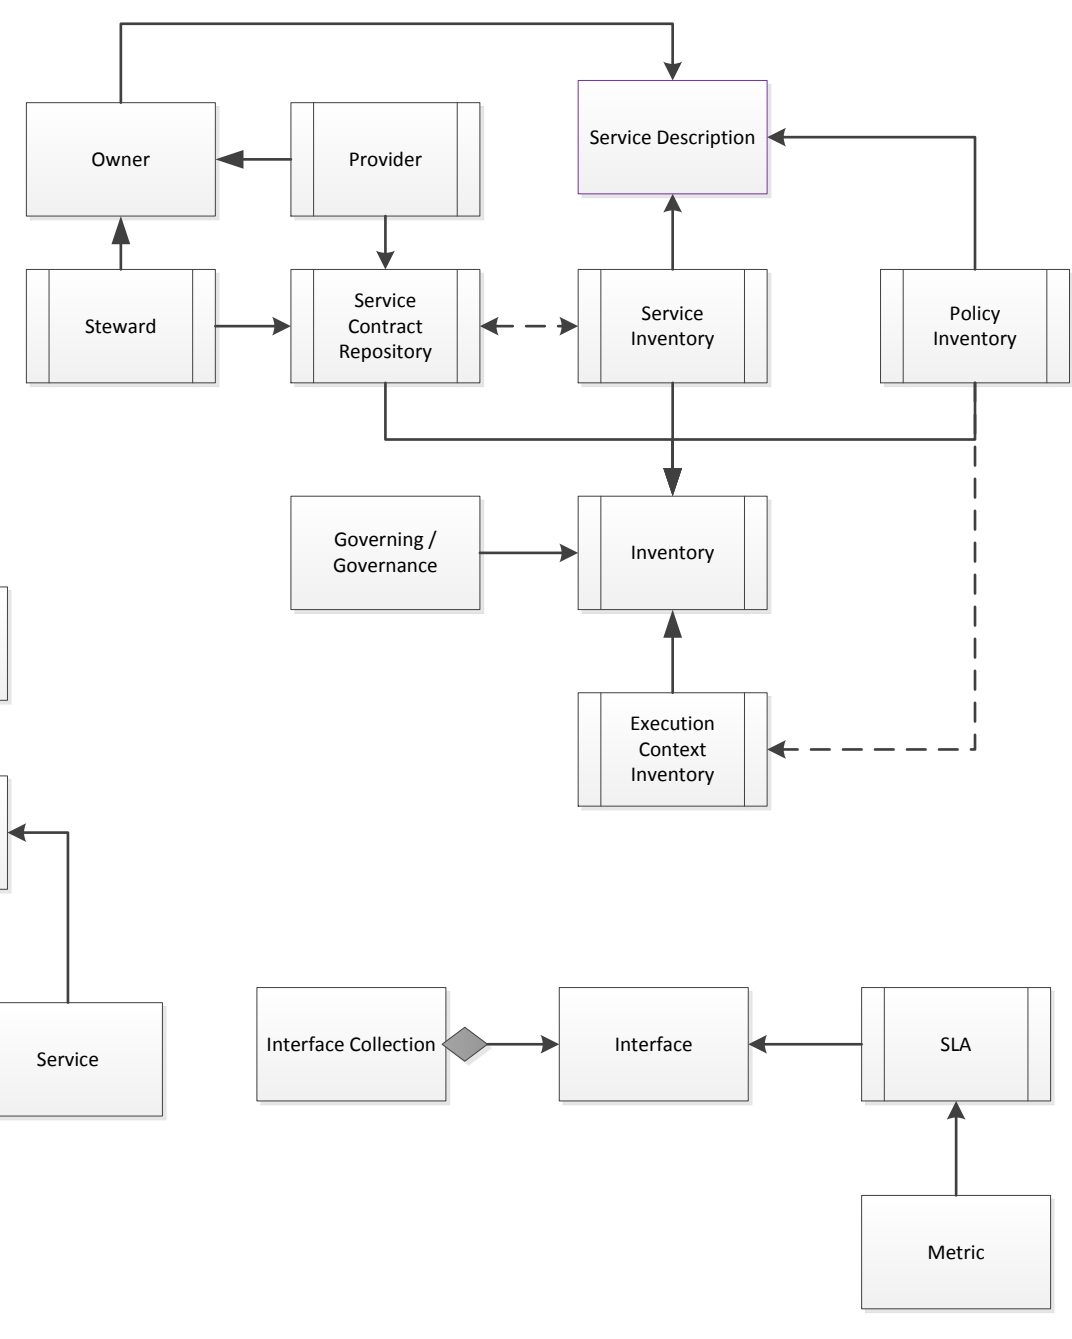 Owner
Provider
Service Description
Steward
Service
Contract
Repository
Service
Inventory
Policy
Inventory
Governing /
Governance
Inventory
Execution
Context
Inventory
Service
Interface Collection
Interface
SLA
Metric